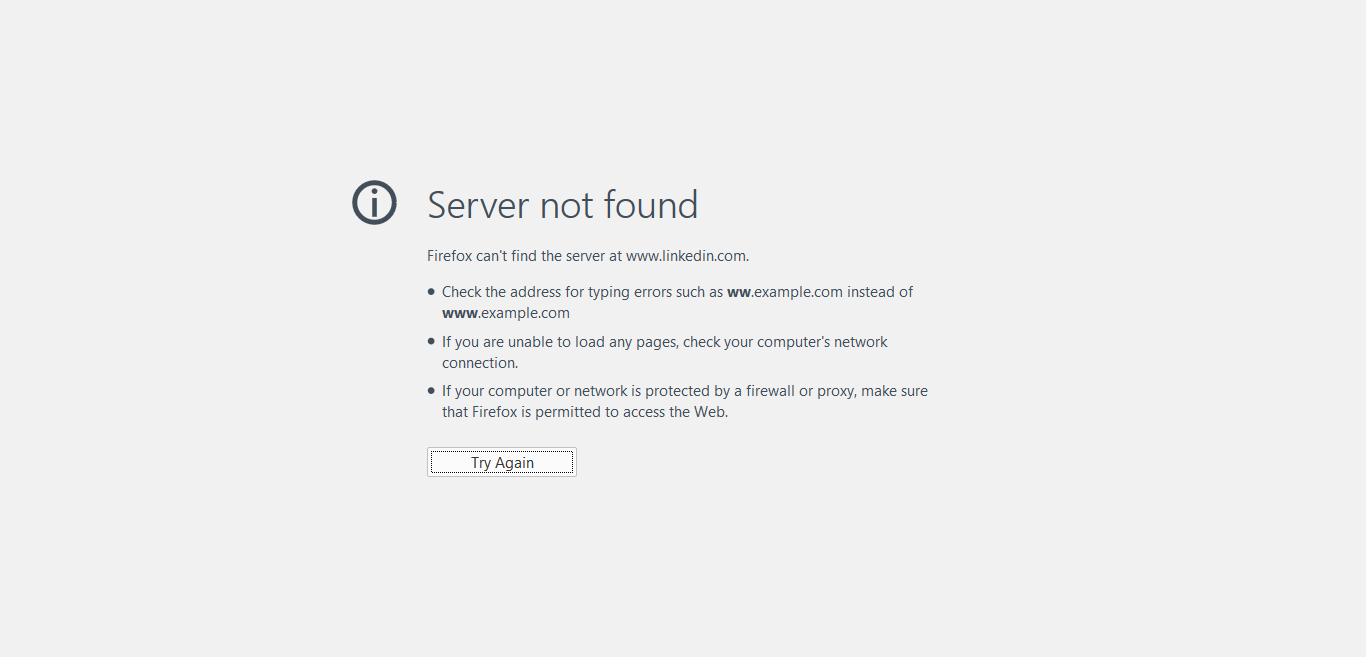 Server not found
Firefox can't find the server at www.linkedin.com.
• Check the address for typing errors such as ww.example.com instead of
www.example.com
• If you are unable to load any pages, check your computer's network
connection.
• If your computer or network is protected by a firewall or proxy, make sure
that Firefox is permitted to access the Web.
Try Again